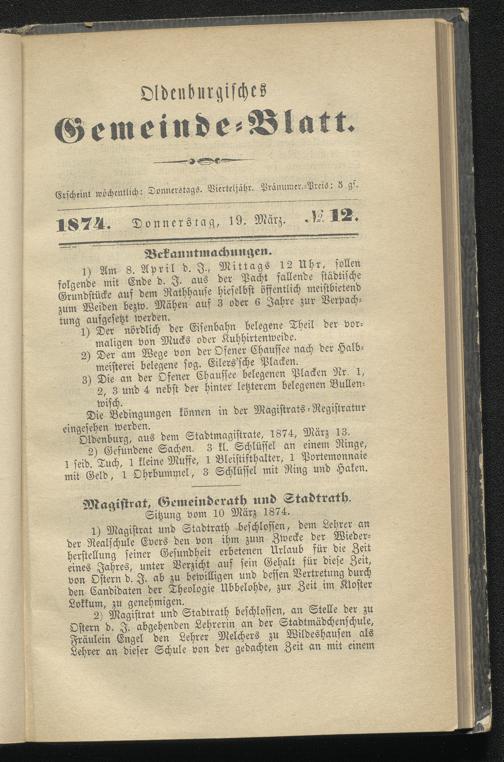 Oldenburgisches
Gemeinde-Blatt.
Erscheint wöchentlich: Donnerstags. Vierteljähr. Pränumer.-Preis: 5 gſ.
1874. Donnerstag, 19. März. № 12.
Bekanntmachungen.
1) Am 8. April d. J., Mittags 12 Uhr, sollen
folgende mit Ende d. J. aus der Pacht fallende städtische
Grundstücke auf dem Rathhause hieselbst öffentlich meistbietend
zum Weiden bezw. Mähen auf 3 oder 6 Jahre zur Verpach-
tung aufgesetzt werden.
1) Der nördlich der Eisenbahn belegene Theil der vor-
maligen von Mucks oder Kuhhirtenweide.
2) Der am Wege von der Ofener Chaussee nach der Halb-
meisterei belegene sog. Eilers'sche Placken.
3) Die an der Ofener Chaussee belegenen Placken Nr. 1,
2, 3 und 4 nebst der hinter letzterem belegenen Bullen-
wisch.
Die Bedingungen können in der Magistrats-Registratur
eingesehen werden.
Oldenburg, aus dem Stadtmagistrate, 1874, März 13.
2) Gefundene Sachen. 3 kl. Schlüssel an einem Ringe,
1 seid. Tuch, 1 kleine Muffe, 1 Bleistifthalter, 1 Portemonnaie
mit Geld, 1 Ohrbummel, 3 Schlüssel mit Ring und Haken.
Magistrat, Gemeinderath und Stadtrath.
Sitzung vom 10 März 1874.
1) Magistrat und Stadtrath beschlossen, dem Lehrer an
der Realschule Evers den von ihm zum Zwecke der Wieder-
herstellung seiner Gesundheit erbetenen Urlaub für die Zeit
eines Jahres, unter Verzicht auf sein Gehalt für diese Zeit,
von Ostern d. J. ab zu bewilligen und dessen Vertretung durch
den Candidaten der Theologie Ubbelohde, zur Zeit im Kloster
Lokkum, zu genehmigen.
2) Magistrat und Stadtrath beschlossen, an Stelle der zu
Ostern d. J. abgehenden Lehrerin an der Stadtmädchenschule,
Fräulein Engel den Lehrer Melchers zu Wildeshausen als
Lehrer an dieser Schule von der gedachten Zeit an mit einem